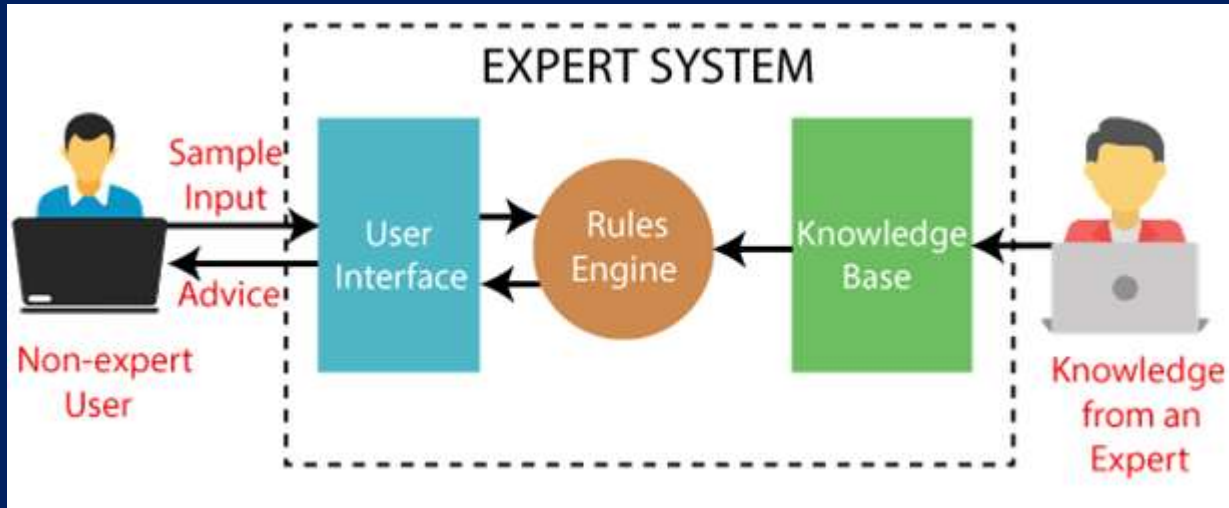 EXPERT SYSTEM
Sample
Input
Advice
Non-expert
User
User
Interface
Rules
Engine
Knowledge
Base
Knowledge
from an
Expert